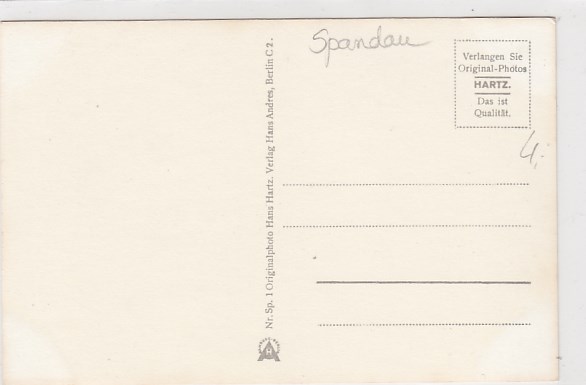 Spandau
Verlangen Sie
Original-Photos
HARTZ.
Das ist
Qualität.
4,-
Nr. Sp. 1 Originalphoto Hans Hartz. Verlag Hans Andres, Berlin C 2.